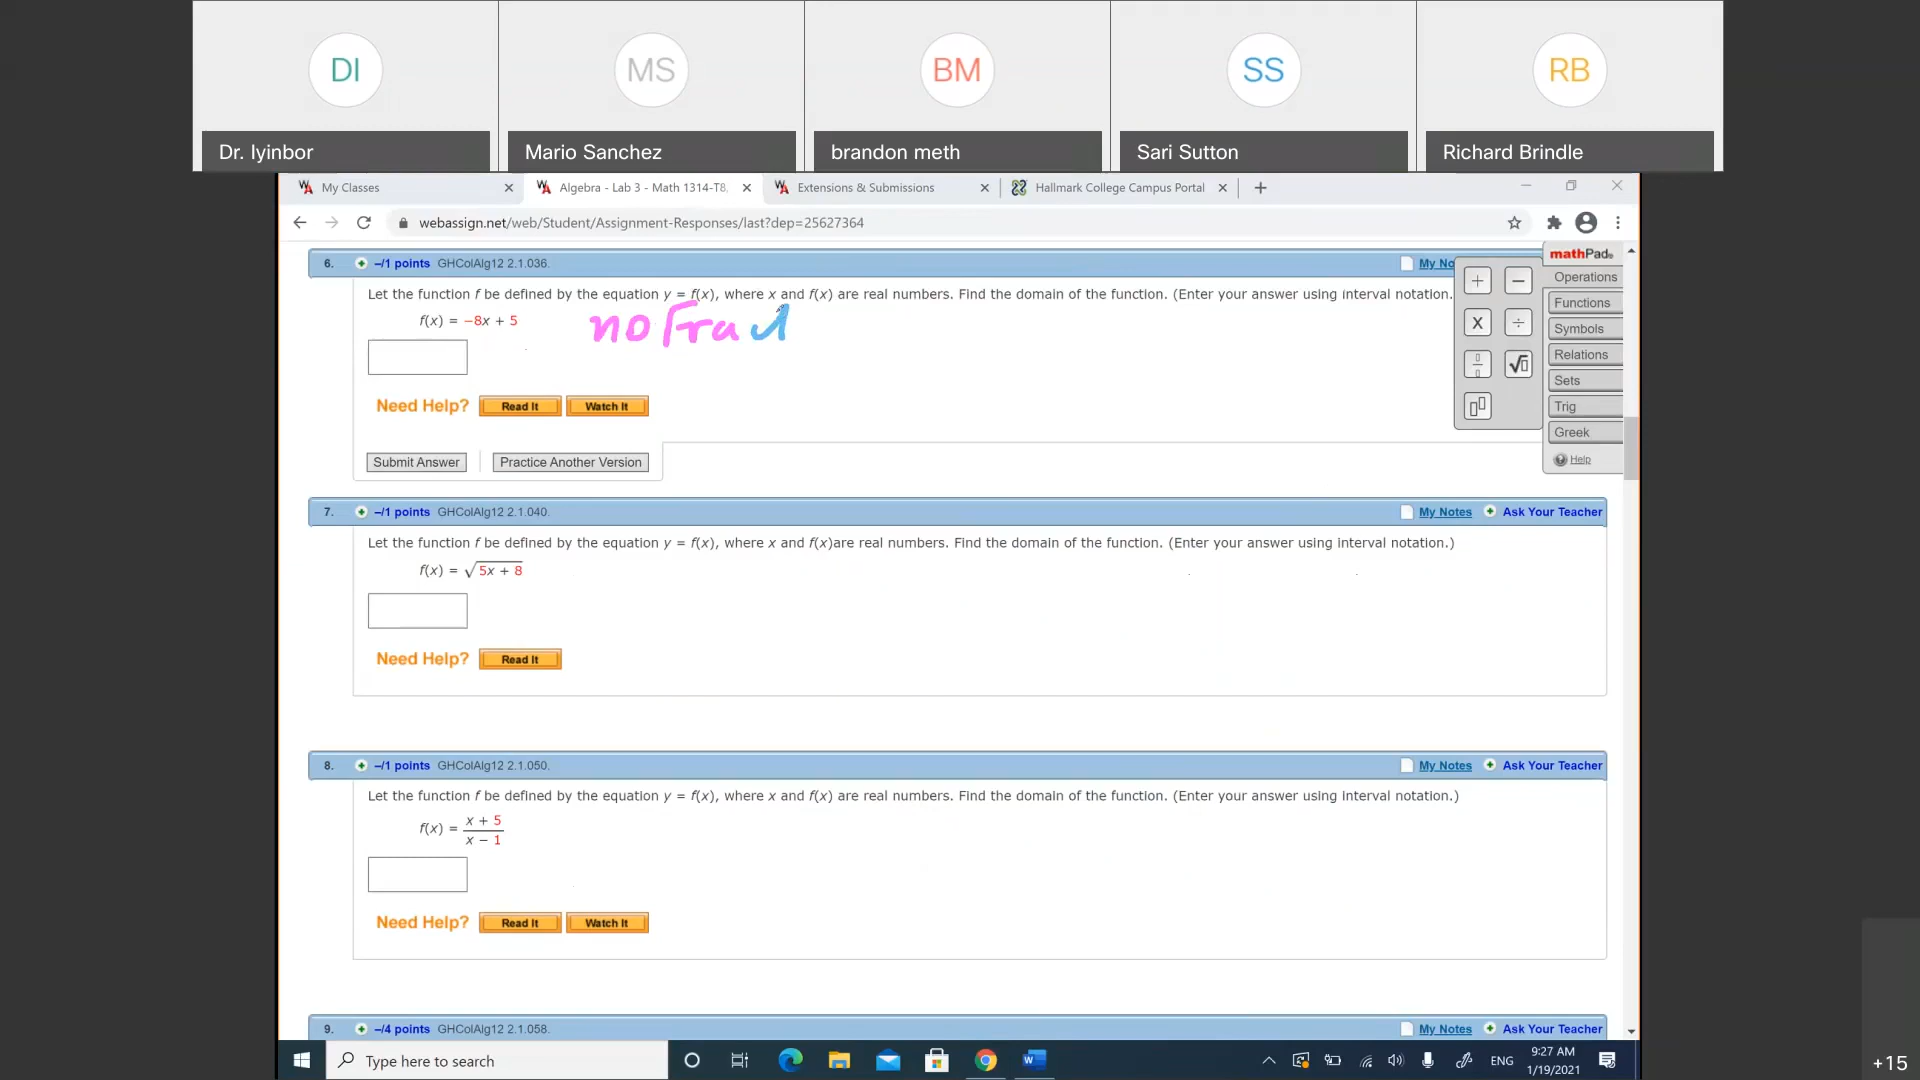 DI MS BM SS RB
Dr. Iyinbor Mario Sanchez brandon meth Sari Sutton Richard Brindle
My Classes Algebra - Lab 3 - Math 1314-T8, Extensions & Submissions Hallmark College Campus Portal
webassign.net/web/Student/Assignment-Responses/last?dep=25627364
6. –/1 points GHColAlg12 2.1.036. My No
Let the function f be defined by the equation y = f(x), where x and f(x) are real numbers. Find the domain of the function. (Enter your answer using interval notation.
f(x) = −8x + 5
no frac
Need Help? Read It Watch It
Submit Answer Practice Another Version
mathPad
Operations
Functions
Symbols
Relations
Sets
Trig
Greek
Help
7. –/1 points GHColAlg12 2.1.040. My Notes Ask Your Teacher
Let the function f be defined by the equation y = f(x), where x and f(x)are real numbers. Find the domain of the function. (Enter your answer using interval notation.)
f(x) = √5x + 8
Need Help? Read It
8. –/1 points GHColAlg12 2.1.050. My Notes Ask Your Teacher
Let the function f be defined by the equation y = f(x), where x and f(x) are real numbers. Find the domain of the function. (Enter your answer using interval notation.)
x + 5
f(x) =
x − 1
Need Help? Read It Watch It
9. –/4 points GHColAlg12 2.1.058. My Notes Ask Your Teacher
Type here to search
ENG 9:27 AM
1/19/2021
+15